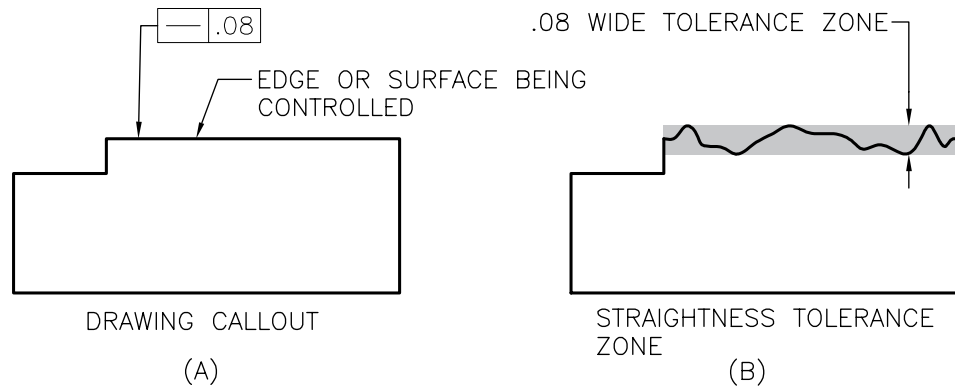 .08
EDGE OR SURFACE BEING
CONTROLLED
DRAWING CALLOUT
(A)
.08 WIDE TOLERANCE ZONE
STRAIGHTNESS TOLERANCE
ZONE
(B)